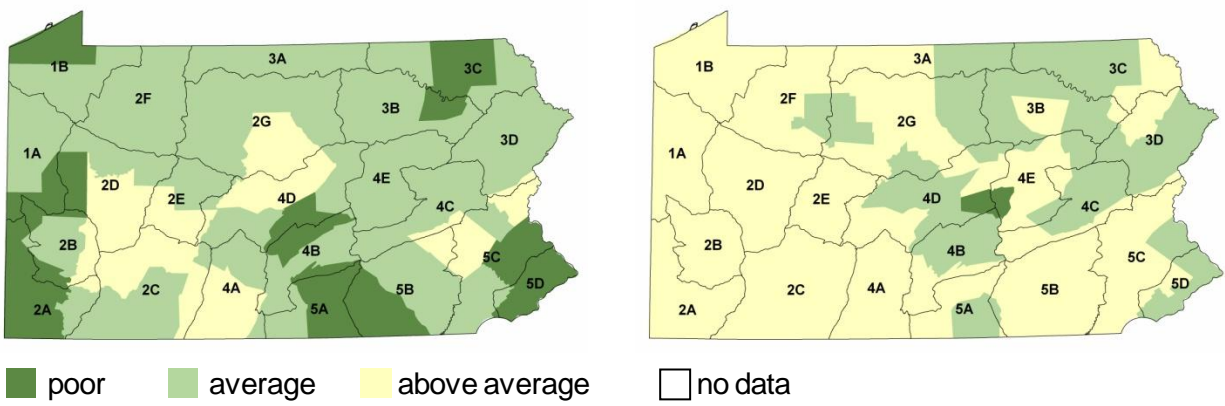 1B
2F
3A
3C
3B
2G
3D
1A
2D
2E
4D
4E
4C
2B
4B
5C
2C
4A
5A
5B
5D
2A
1B
2F
3A
3C
3B
2G
3D
1A
2D
2E
4D
4E
4C
2B
4B
5C
2C
4A
5A
5B
5D
2A
poor average above average no data